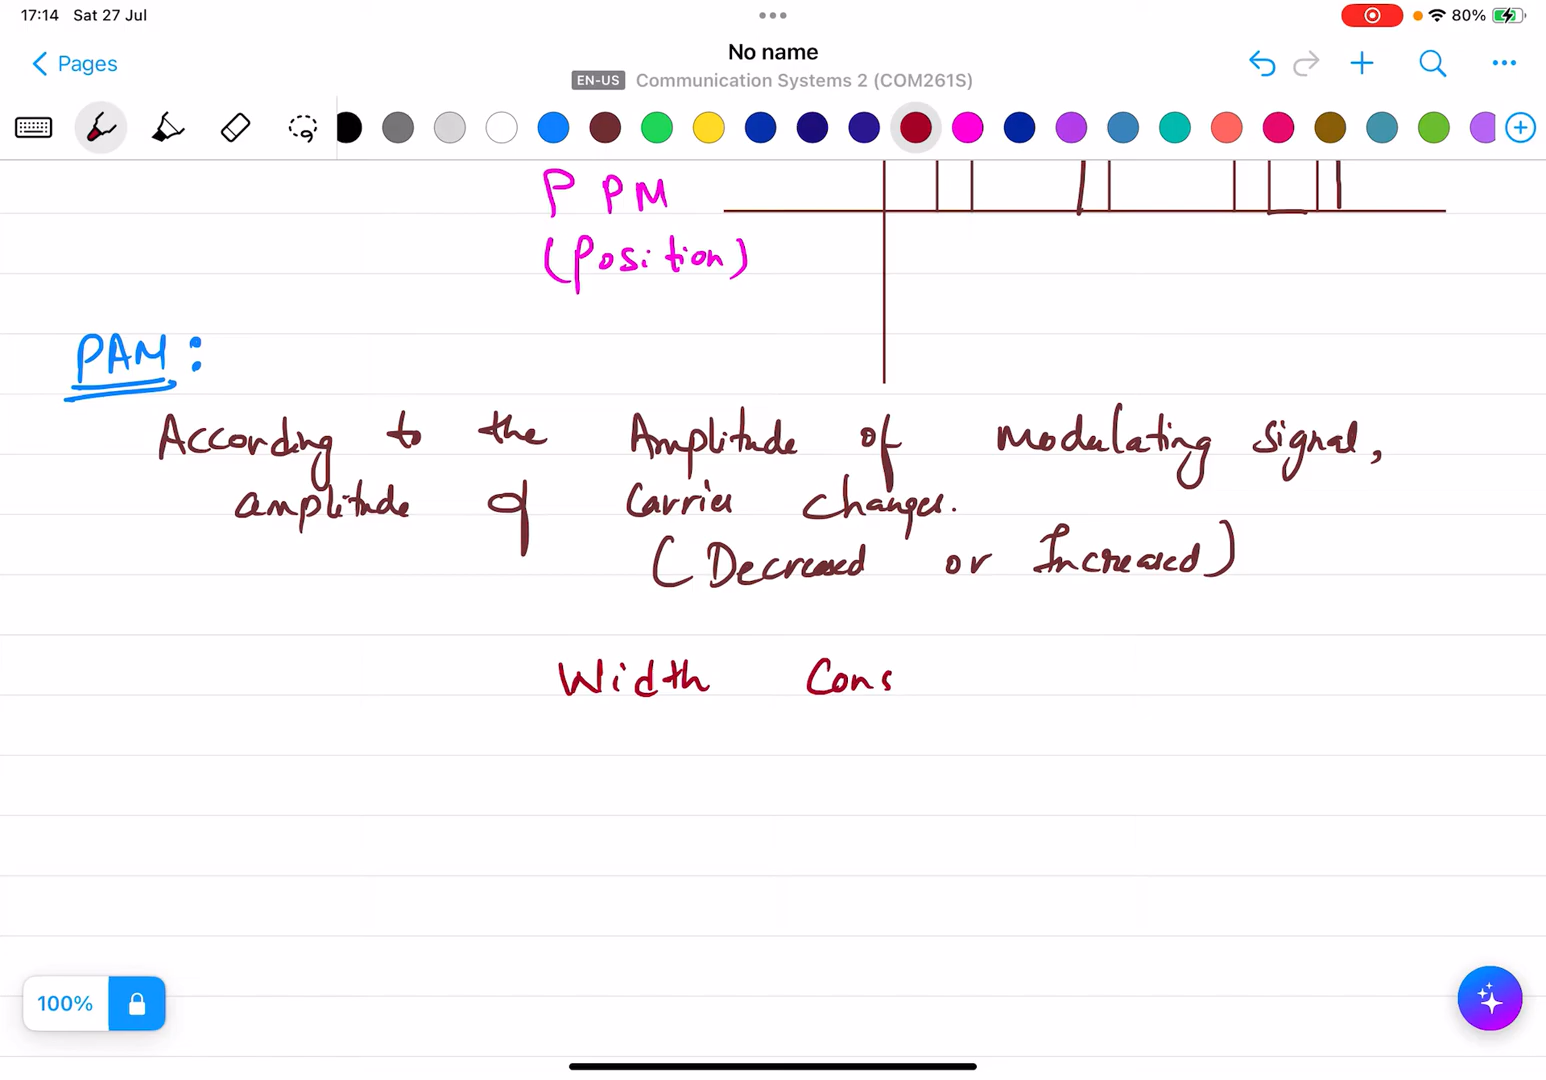 17:14 Sat 27 Jul
80%
Pages
No name
EN-US Communication Systems 2 (COM261S)
PPM
(Position)
PAM:
According to the Amplitude of modulating signal,
amplitude of Carrier changes.
(Decreased or Increased)
Width Cons
100%